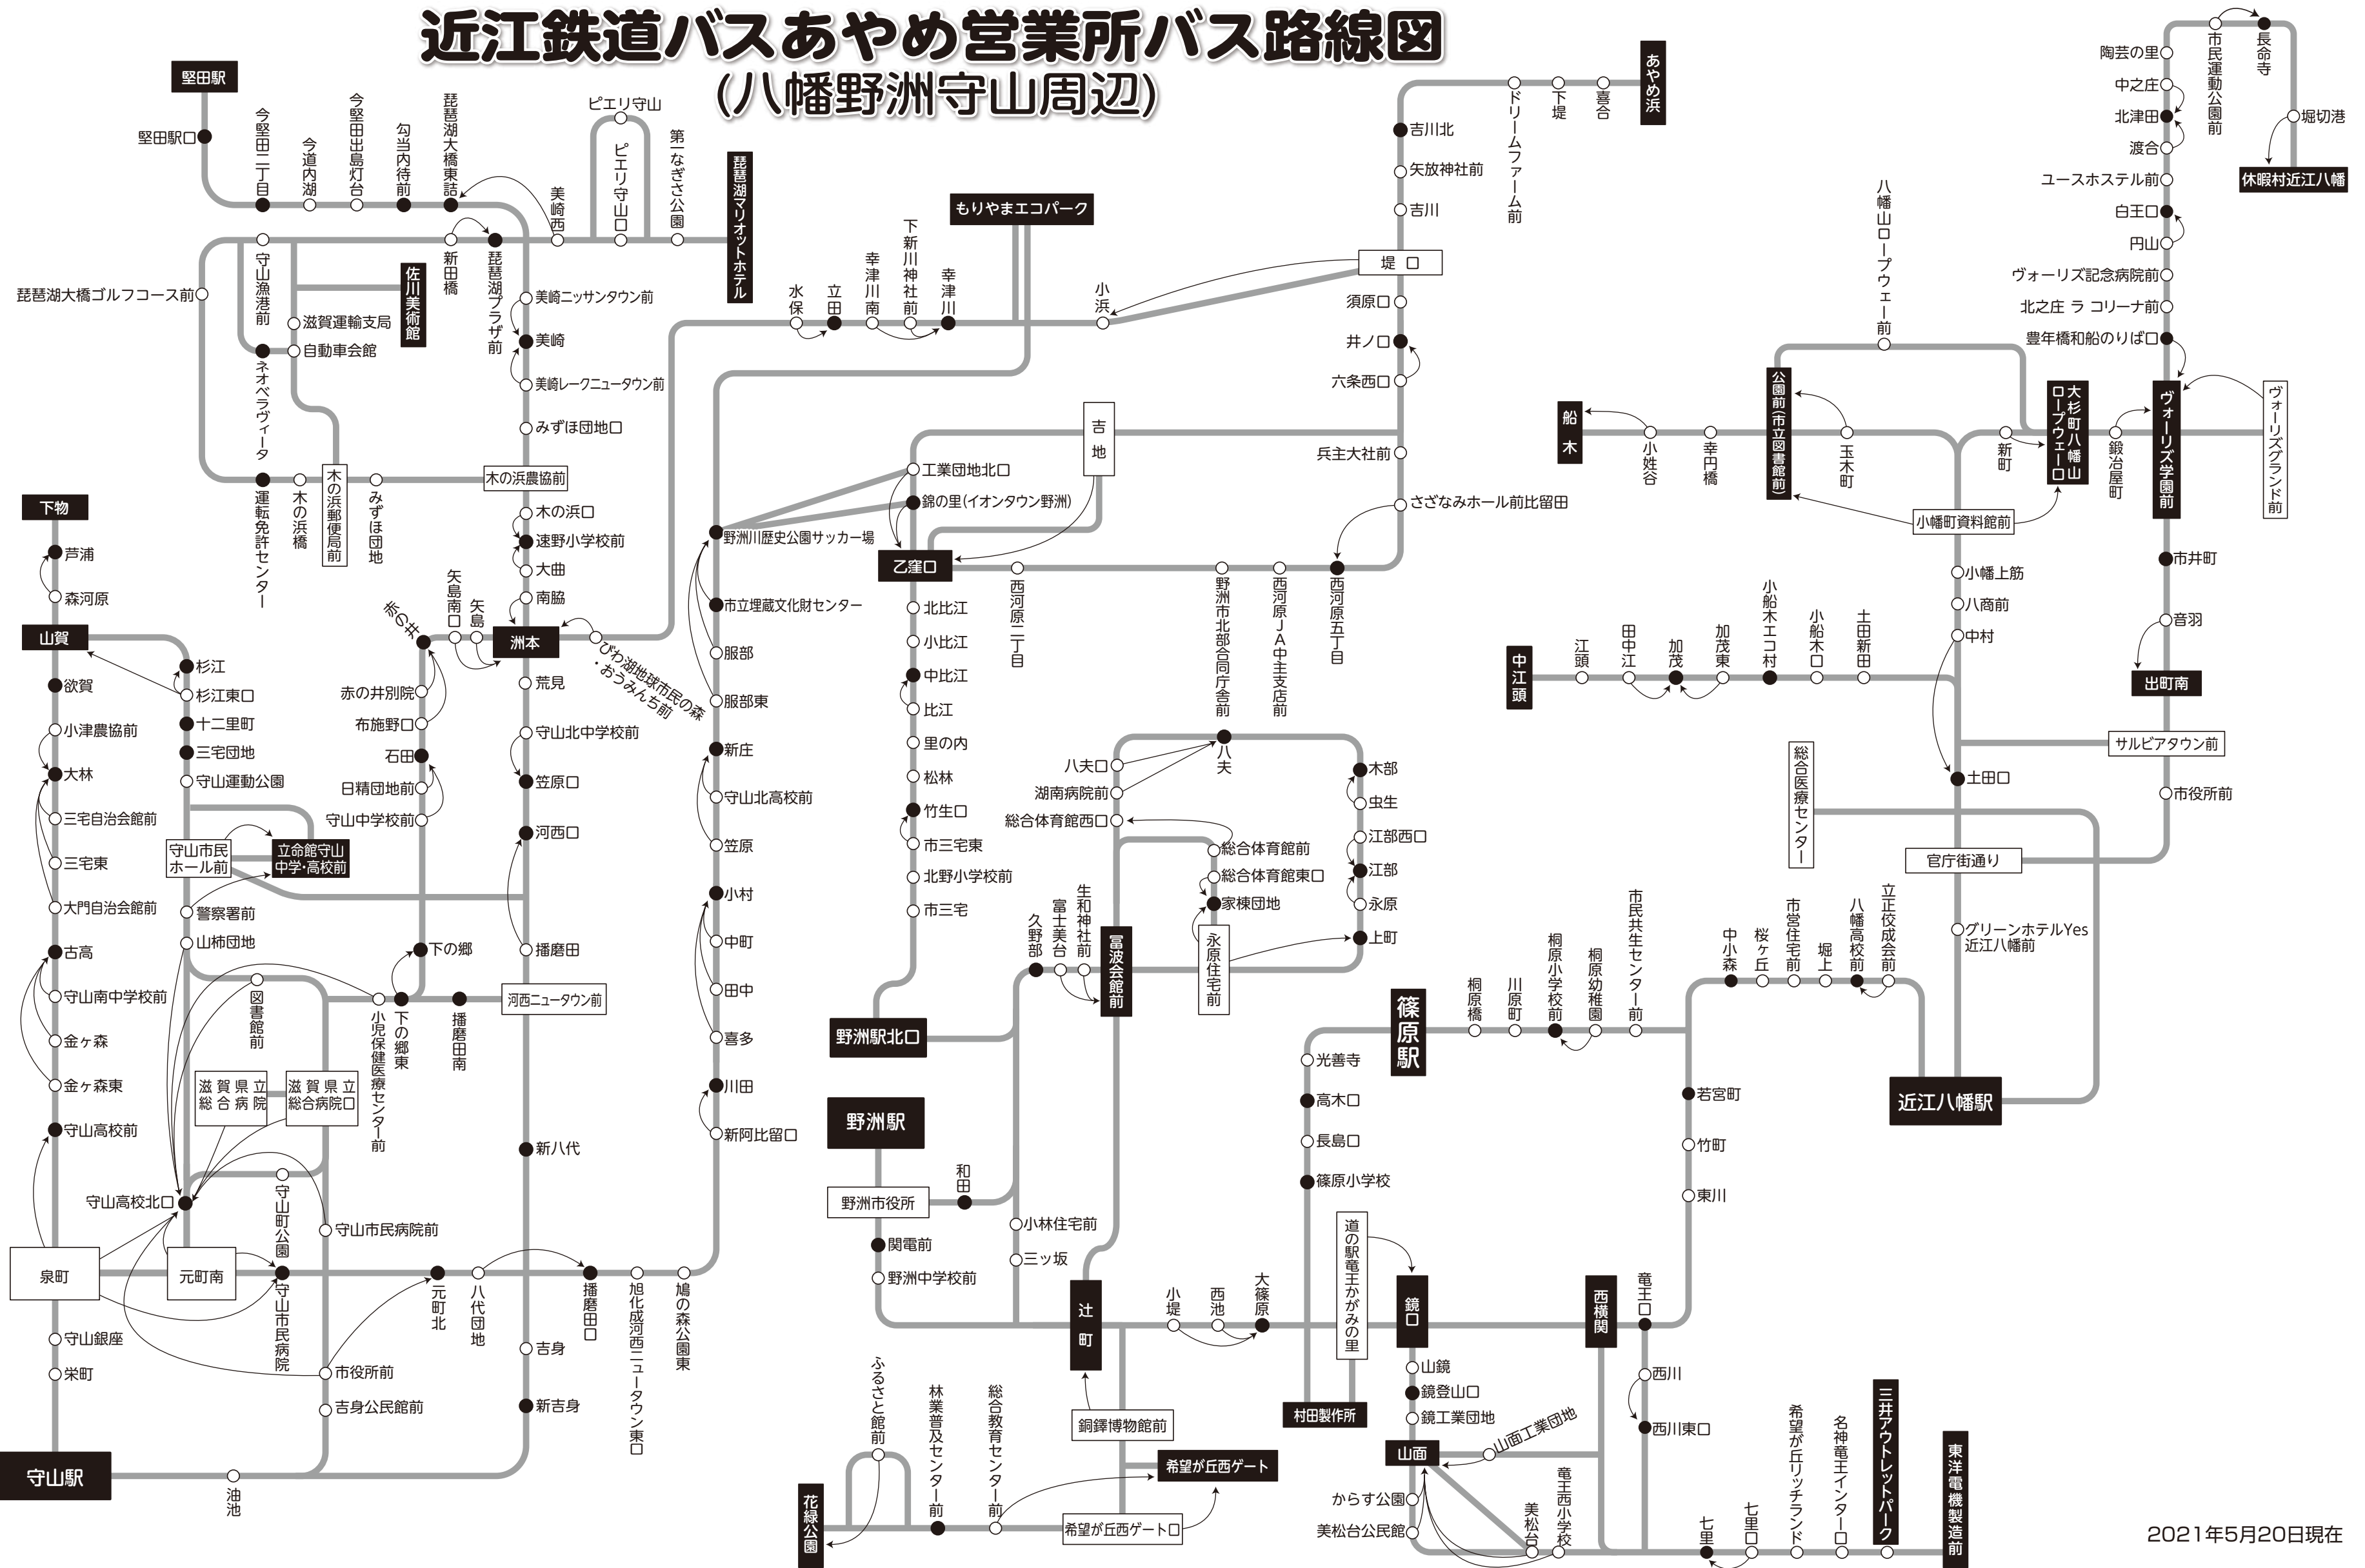 近江鉄道バスあやめ営業所バス路線図
(八幡野洲守山周辺)
堅田駅
堅田駅口
今堅田二丁目
今道内湖
今堅田出島灯台
勾当内待前
琵琶湖大橋東詰
美崎西
ピエリ守山
ピエリ守山口
第一なぎさ公園
琵琶湖マリオットホテル
琵琶湖大橋ゴルフコース前
守山漁港前
新田橋
琵琶湖プラザ前
佐川美術館
滋賀運輸支局
自動車会館
ネオベラヴィータ
運転免許センター
木の浜橋
木の浜郵便局前
みずほ団地
木の浜農協前
美崎ニッサンタウン前
美崎
美崎レークニュータウン前
みずほ団地口
木の浜口
速野小学校前
大曲
南脇
洲本
びわ湖地球市民の森
・おうみんち前
矢島
矢島南口
赤の井
赤の井別院
布施野口
石田
日精団地前
守山中学校前
下の郷
荒見
守山北中学校前
笠原口
河西口
播磨田
河西ニュータウン前
播磨田南
下の郷東
小児保健医療センター前
新八代
吉身
新吉身
下物
芦浦
森河原
山賀
欲賀
小津農協前
大林
三宅自治会館前
三宅東
大門自治会館前
古高
守山南中学校前
金ヶ森
金ヶ森東
守山高校前
泉町
守山銀座
栄町
守山駅
油池
杉江
杉江東口
十二里町
三宅団地
守山運動公園
守山市民
ホール前
立命館守山
中学・高校前
警察署前
山柿団地
図書館前
滋賀県立
総合病院
滋賀県立
総合病院口
守山高校北口
守山町公園
守山市民病院前
元町南
守山市民病院
市役所前
吉身公民館前
元町北
八代団地
播磨田口
旭化成河西ニュータウン東口
鳩の森公園東
もりやまエコパーク
水保
立田
幸津川南
下新川神社前
幸津川
小浜
堤口
野洲川歴史公園サッカー場
市立埋蔵文化財センター
服部
服部東
新庄
守山北高校前
笠原
小村
中町
田中
喜多
川田
新阿比留口
あやめ浜
喜合
下堤
ドリームファーム前
吉川北
矢放神社前
吉川
須原口
井ノ口
六条西口
兵主大社前
さざなみホール前比留田
西河原五丁目
西河原JA中主支店前
野洲市北部合同庁舎前
西河原二丁目
吉地
工業団地北口
錦の里(イオンタウン野洲)
乙窪口
北比江
小比江
中比江
比江
里の内
松林
竹生口
市三宅東
北野小学校前
市三宅
野洲駅北口
野洲駅
野洲市役所
和田
関電前
野洲中学校前
小林住宅前
三ッ坂
久野部
富士美台
生和神社前
冨波会館前
八夫口
湖南病院前
総合体育館西口
八夫
総合体育館前
総合体育館東口
家棟団地
永原住宅前
木部
虫生
江部西口
江部
永原
上町
辻町
小堤
西池
大篠原
銅鐸博物館前
希望が丘西ゲート
希望が丘西ゲート口
総合教育センター前
林業普及センター前
ふるさと館前
花緑公園
篠原駅
光善寺
高木口
長島口
篠原小学校
村田製作所
道の駅竜王かがみの里
鏡口
山鏡
鏡登山口
鏡工業団地
山面
山面工業団地
からす公園
美松台公民館
美松台
竜王西小学校
西横関
竜王口
西川
西川東口
七里
七里口
希望が丘リッチランド
名神竜王インター口
三井アウトレットパーク
東洋電機製造前
桐原橋
川原町
桐原小学校前
桐原幼稚園
市民共生センター前
若宮町
竹町
東川
中小森
桜ヶ丘
市営住宅前
堀上
八幡高校前
立正佼成会前
近江八幡駅
総合医療センター
官庁街通り
グリーンホテルYes
近江八幡前
中江頭
江頭
田中江
加茂
加茂東
小船木エコ村
小船木口
土田新田
土田口
サルビアタウン前
市役所前
出町南
音羽
市井町
小幡上筋
八商前
中村
小幡町資料館前
船木
小姓谷
幸円橋
公園前(市立図書館前)
玉木町
新町
大杉町八幡山
ロープウェー口
八幡山ロープウェー前
鍛冶屋町
ヴォーリズ学園前
ヴォーリズグランド前
豊年橋和船のりば口
北之庄 ラ コリーナ前
ヴォーリズ記念病院前
円山
白王口
ユースホステル前
渡合
北津田
中之庄
陶芸の里
市民運動公園前
長命寺
堀切港
休暇村近江八幡
2021年5月20日現在